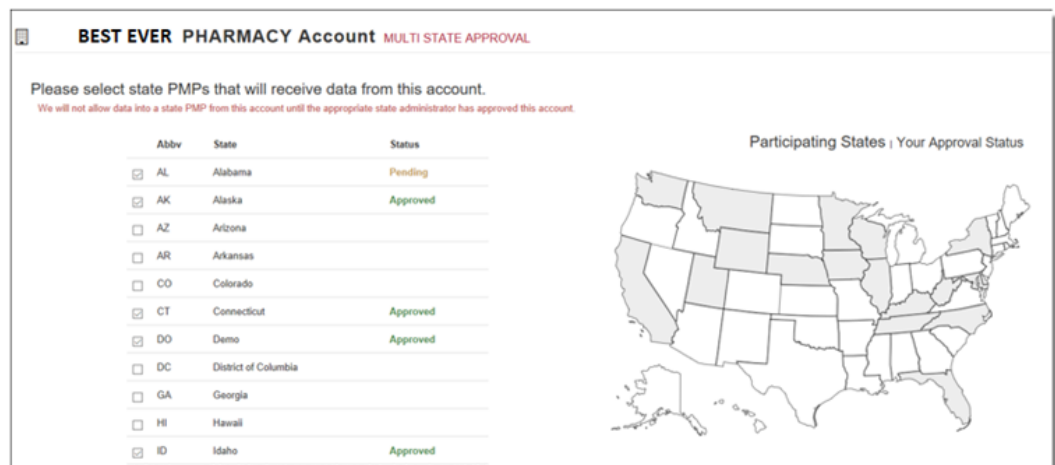 BEST EVER PHARMACY Account MULTI STATE APPROVAL
Please select state PMPs that will receive data from this account.
We will not allow data into a state PMP from this account until the appropriate state administrator has approved this account.
Abbv State Status
AL Alabama Pending
AK Alaska Approved
AZ Arizona
AR Arkansas
CO Colorado
CT Connecticut Approved
DO Demo Approved
DC District of Columbia
GA Georgia
HI Hawaii
ID Idaho Approved
Participating States | Your Approval Status